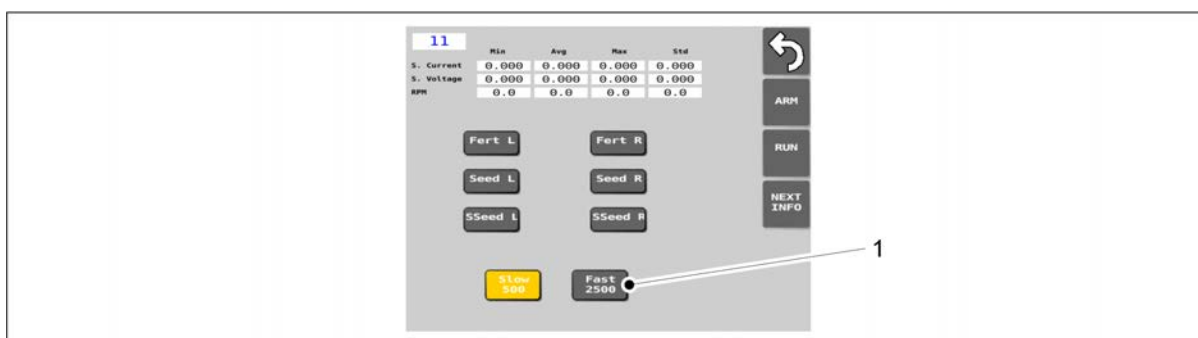 11
Min Avg Max Std
S. Current 0.000 0.000 0.000 0.000
S. Voltage 0.000 0.000 0.000 0.000
RPM 0.0 0.0 0.0 0.0
ARM
Fert L Fert R
RUN
Seed L Seed R
NEXT
INFO
SSeed L SSeed R
1
Slow
500
Fast
2500